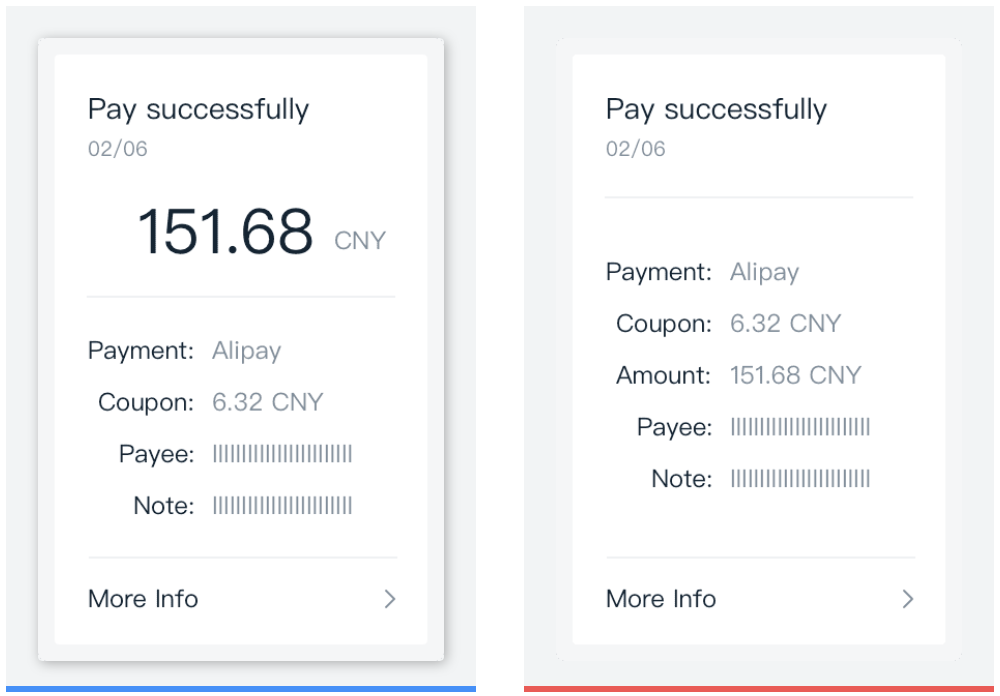 Pay successfully
02/06
151.68 CNY
Payment: Alipay
Coupon: 6.32 CNY
Payee:
Note:
More Info
Pay successfully
02/06
Payment: Alipay
Coupon: 6.32 CNY
Amount: 151.68 CNY
Payee:
Note:
More Info